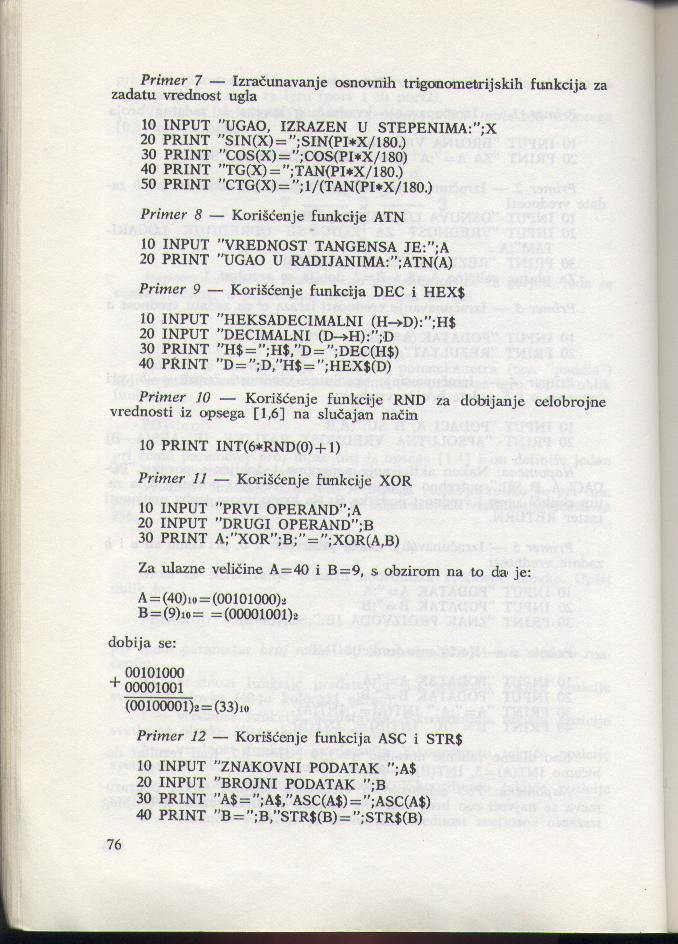 Primer 7 — Izračunavanje osnovnih trigonometrijskih funkcija za
zadatu vrednost ugla
10 INPUT "UGAO, IZRAZEN U STEPENIMA:";X
20 PRINT "SIN(X)=";SIN(PI*X/180.)
30 PRINT "COS(X)=";COS(PI*X/180)
40 PRINT "TG(X)=";TAN(PI*X/180.)
50 PRINT "CTG(X)=";1/(TAN(PI*X/180.)
Primer 8 — Korišćenje funkcije ATN
10 INPUT "VREDNOST TANGENSA JE:";A
20 PRINT "UGAO U RADIJANIMA:";ATN(A)
Primer 9 — Korišćenje funkcija DEC i HEX$
10 INPUT "HEKSADECIMALNI (H→D):";H$
20 INPUT "DECIMALNI (D→H):";D
30 PRINT "H$=";H$,"D=";DEC(H$)
40 PRINT "D=";D,"H$=";HEX$(D)
Primer 10 — Korišćenje funkcije RND za dobijanje celobrojne
vrednosti iz opsega [1,6] na slučajan način
10 PRINT INT(6*RND(0)+1)
Primer 11 — Korišćenje funkcije XOR
10 INPUT "PRVI OPERAND";A
20 INPUT "DRUGI OPERAND";B
30 PRINT A;"XOR";B;"=";XOR(A,B)
Za ulazne veličine A=40 i B=9, s obzirom na to da je:
A=(40)₁₀=(00101000)₂
B=(9)₁₀= =(00001001)₂
dobija se:
00101000
+ 00001001
(00100001)₂=(33)₁₀
Primer 12 — Korišćenje funkcija ASC i STR$
10 INPUT "ZNAKOVNI PODATAK ";A$
20 INPUT "BROJNI PODATAK ";B
30 PRINT "A$=";A$,"ASC(A$)=";ASC(A$)
40 PRINT "B=";B,"STR$(B)=";STR$(B)
76